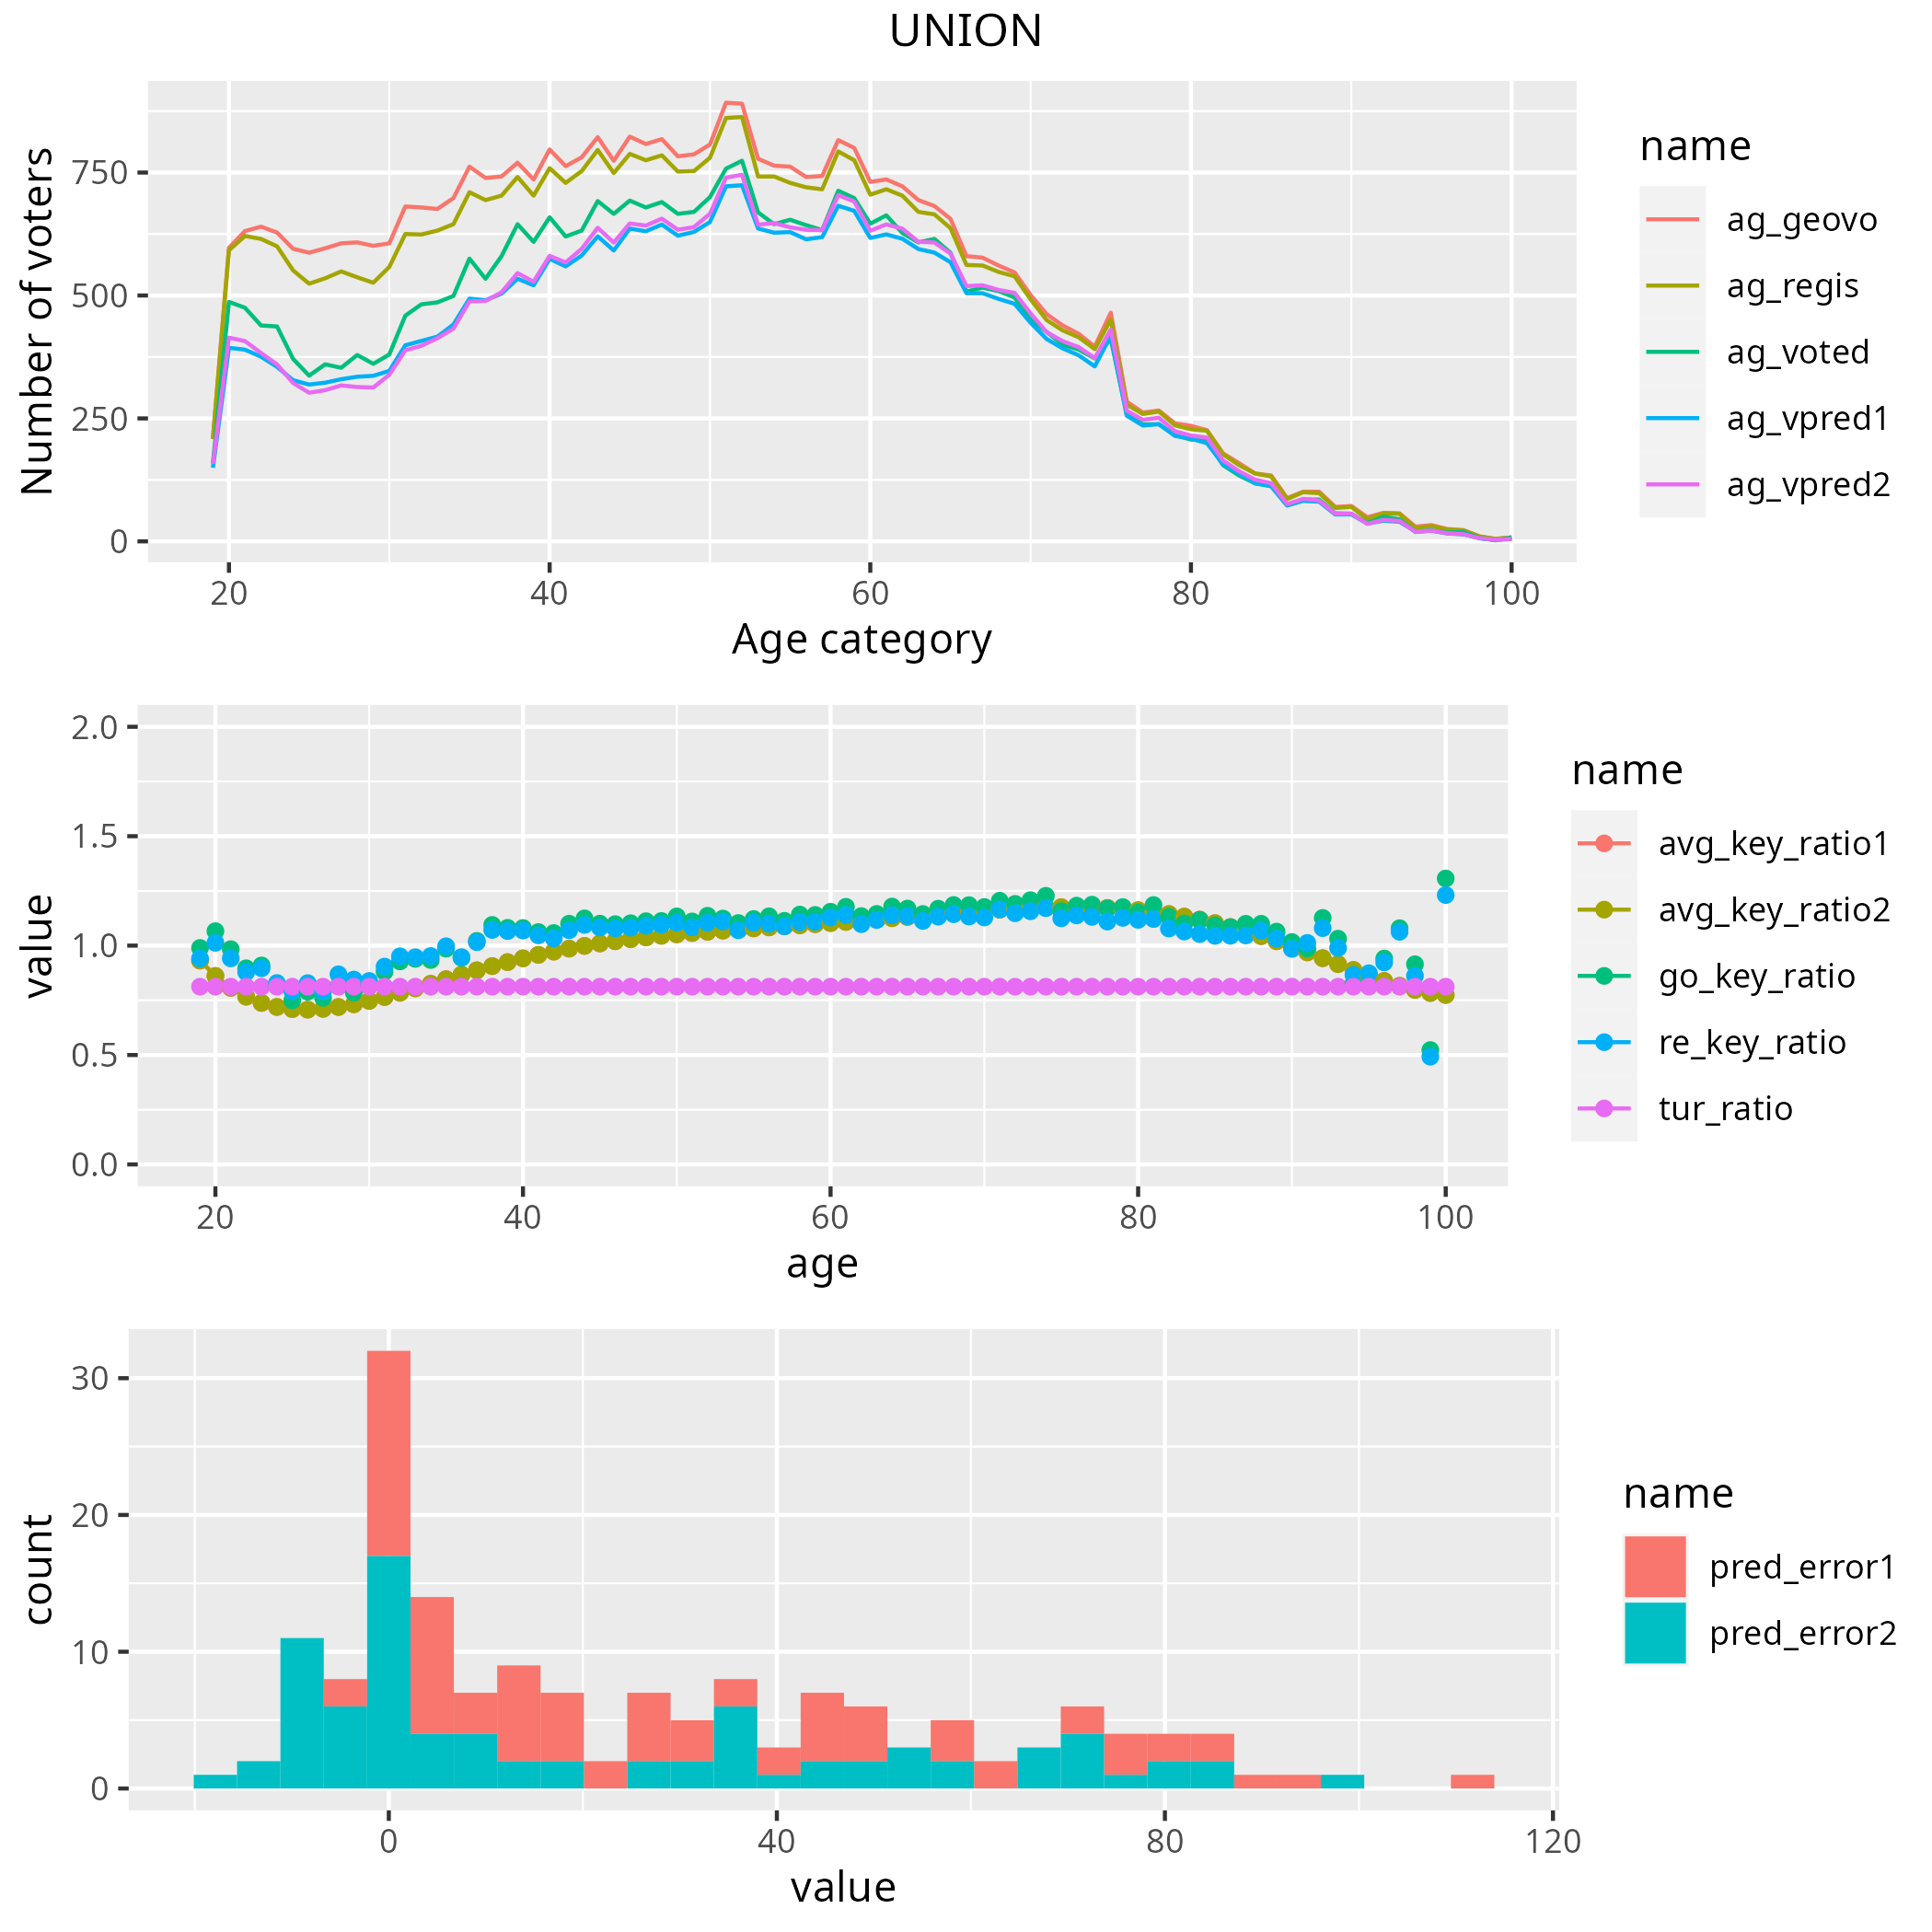 UNION
Number of voters
750
500
250
0
20 40 60 80 100
Age category
name
ag_geovo
ag_regis
ag_voted
ag_vpred1
ag_vpred2
value
2.0
1.5
1.0
0.5
0.0
20 40 60 80 100
age
name
avg_key_ratio1
avg_key_ratio2
go_key_ratio
re_key_ratio
tur_ratio
count
30
20
10
0
0 40 80 120
value
name
pred_error1
pred_error2